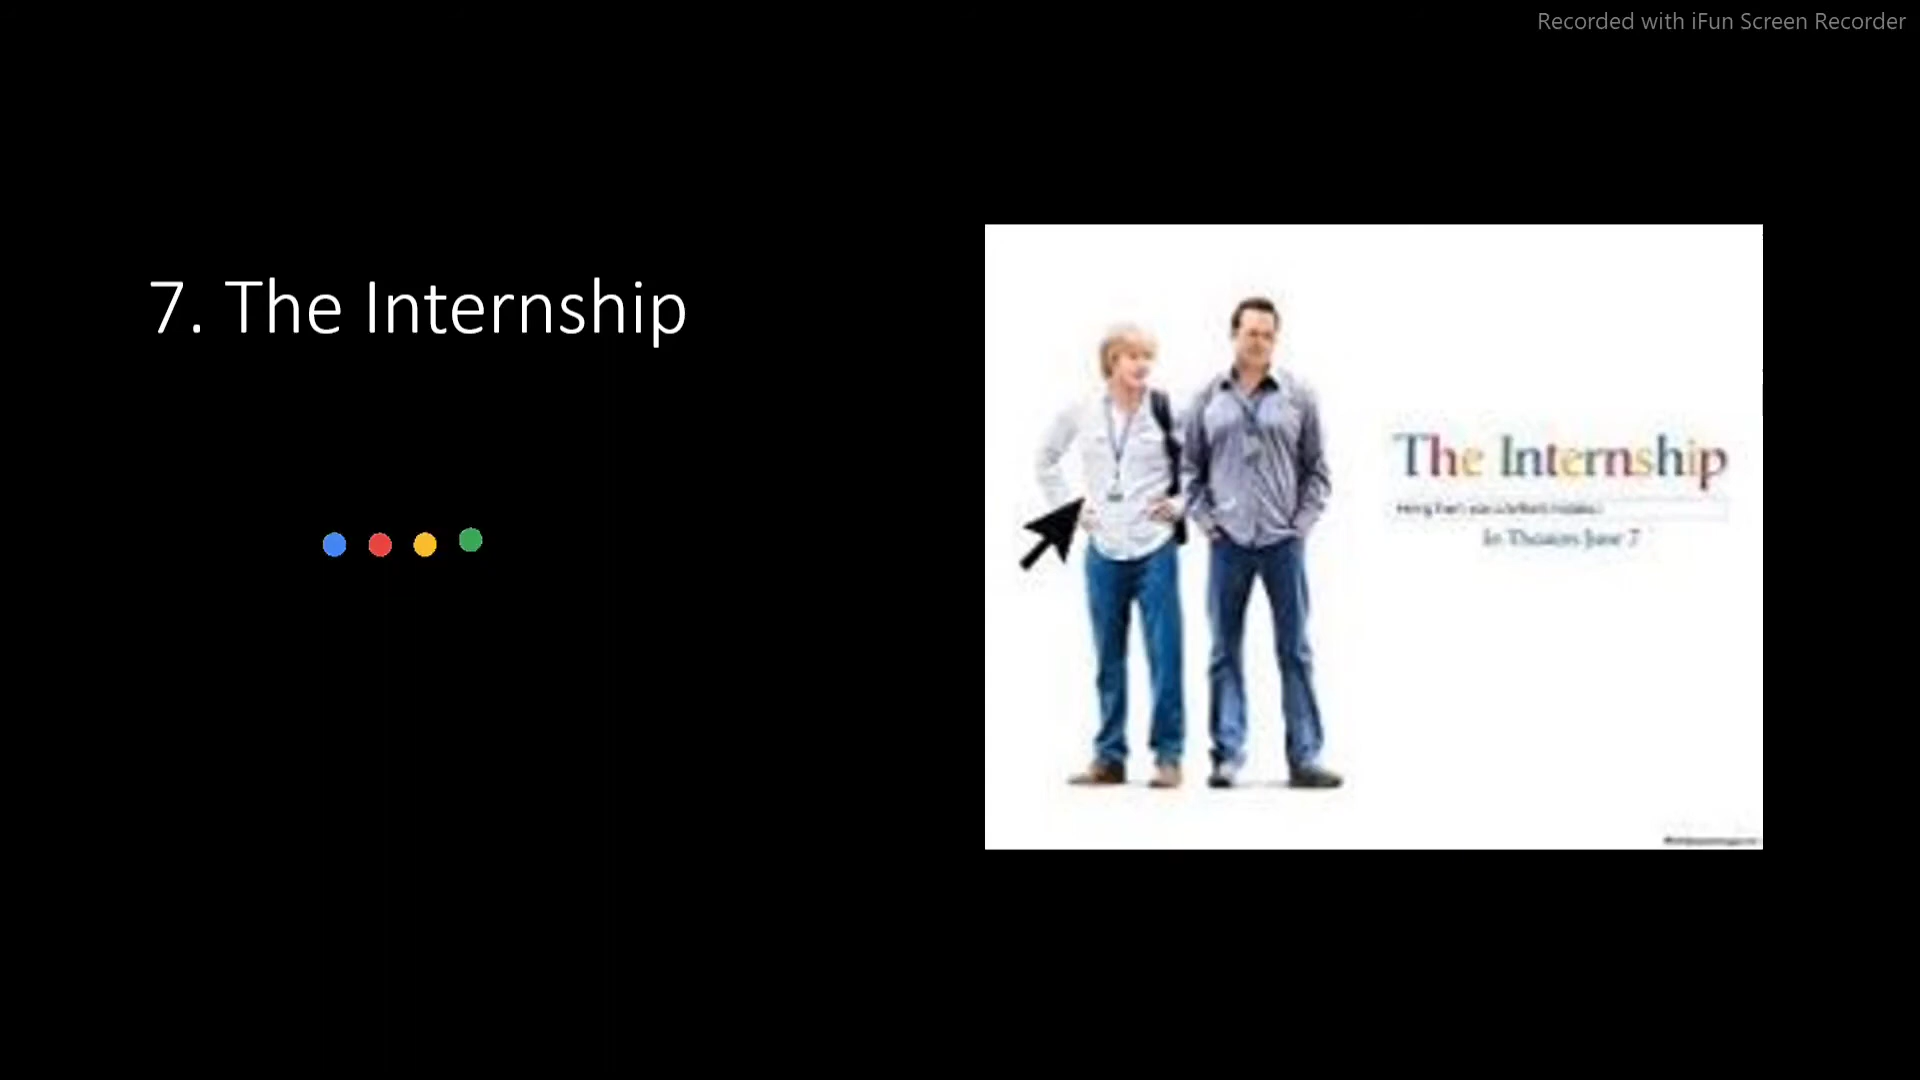 Recorded with iFun Screen Recorder
7. The Internship
The Internship
In Theaters June 7